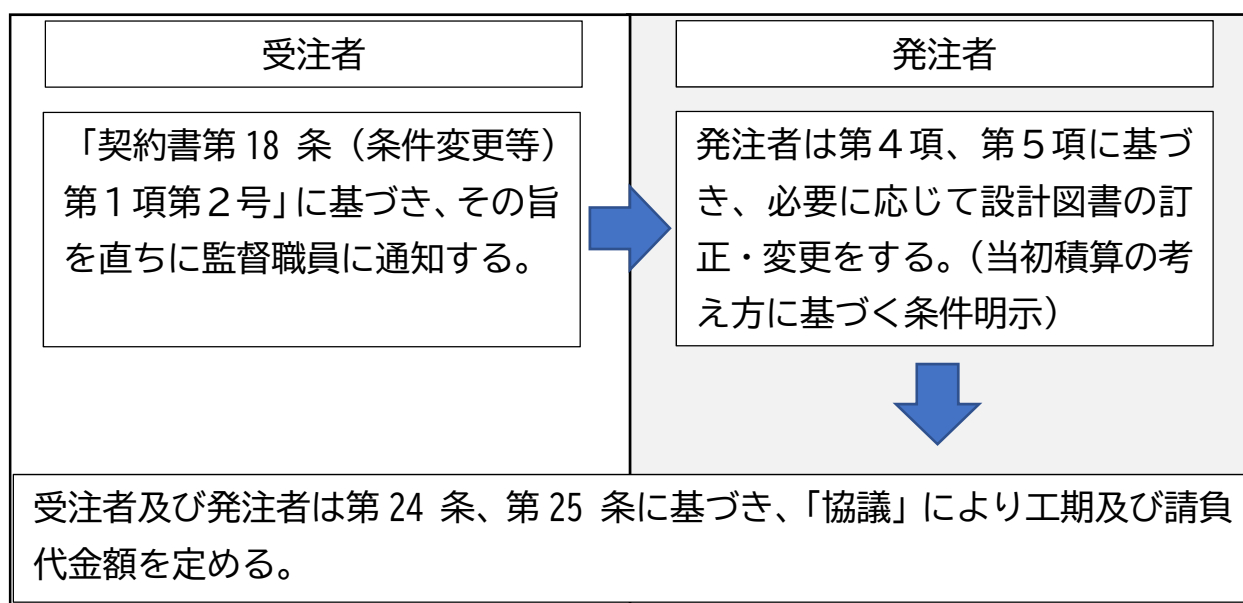 受注者
「契約書第 18 条（条件変更等）
第１項第２号」に基づき、その旨
を直ちに監督職員に通知する。
発注者
発注者は第４項、第５項に基づ
き、必要に応じて設計図書の訂
正・変更をする。（当初積算の考
え方に基づく条件明示）
受注者及び発注者は第 24 条、第 25 条に基づき、「協議」により工期及び請負
代金額を定める。